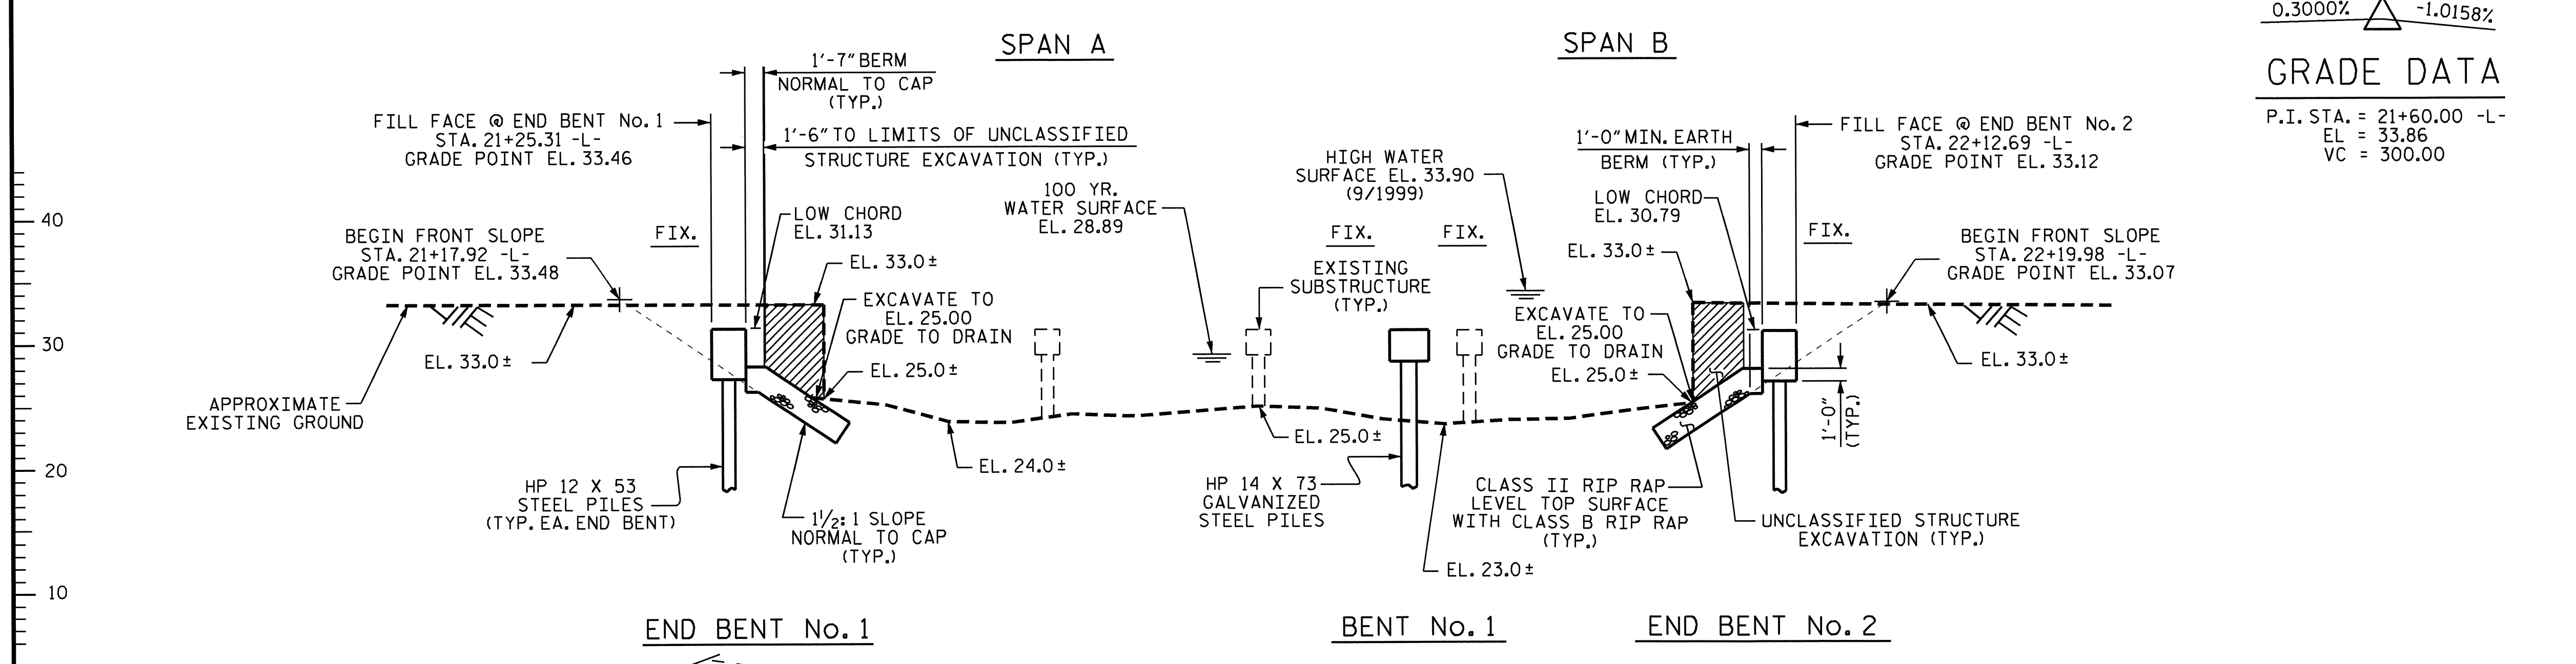 SPAN A
SPAN B
0.3000%
-1.0158%
GRADE DATA
P.I. STA. = 21+60.00 -L-
EL = 33.86
VC = 300.00
1'-7" BERM
NORMAL TO CAP
(TYP.)
FILL FACE @ END BENT No. 1
STA. 21+25.31 -L-
GRADE POINT EL. 33.46
1'-6" TO LIMITS OF UNCLASSIFIED
STRUCTURE EXCAVATION (TYP.)
1'-0" MIN. EARTH
BERM (TYP.)
FILL FACE @ END BENT No. 2
STA. 22+12.69 -L-
GRADE POINT EL. 33.12
HIGH WATER
SURFACE EL. 33.90
(9/1999)
100 YR.
WATER SURFACE
EL. 28.89
LOW CHORD
EL. 31.13
LOW CHORD
EL. 30.79
40
BEGIN FRONT SLOPE
STA. 21+17.92 -L-
GRADE POINT EL. 33.48
FIX.
FIX.
FIX.
FIX.
BEGIN FRONT SLOPE
STA. 22+19.98 -L-
GRADE POINT EL. 33.07
EL. 33.0±
EL. 33.0±
EXISTING
SUBSTRUCTURE
(TYP.)
EXCAVATE TO
EL. 25.00
GRADE TO DRAIN
EXCAVATE TO
EL. 25.00
GRADE TO DRAIN
30
EL. 33.0±
EL. 25.0±
EL. 25.0±
EL. 33.0±
APPROXIMATE
EXISTING GROUND
1'-0"
(TYP.)
EL. 25.0±
20
EL. 24.0±
HP 12 X 53
STEEL PILES
(TYP. EA. END BENT)
1½: 1 SLOPE
NORMAL TO CAP
(TYP.)
HP 14 X 73
GALVANIZED
STEEL PILES
CLASS II RIP RAP
LEVEL TOP SURFACE
WITH CLASS B RIP RAP
(TYP.)
UNCLASSIFIED STRUCTURE
EXCAVATION (TYP.)
EL. 23.0±
10
END BENT No. 1
BENT No. 1
END BENT No. 2